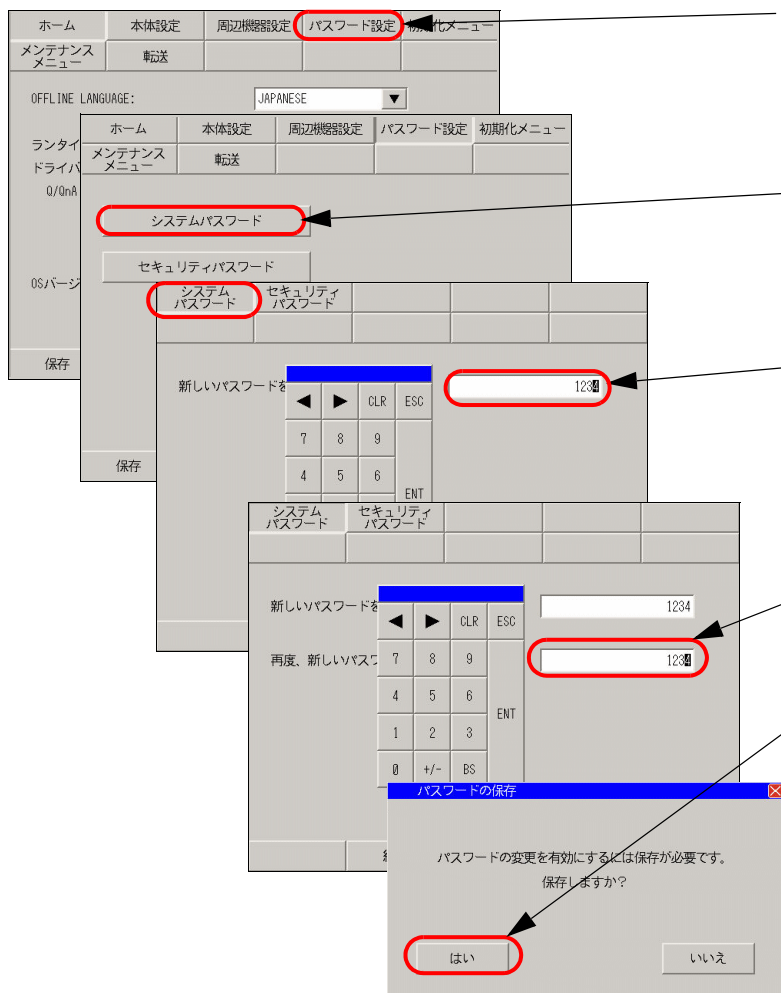 ホーム 本体設定 周辺機器設定 パスワード設定 初期化メニュー
メンテナンス
メニュー 転送
OFFLINE LANGUAGE: JAPANESE ▼
ランタイ
ドライバ
Q/QnA
OSバージ
保存
ホーム 本体設定 周辺機器設定 パスワード設定 初期化メニュー
メンテナンス
メニュー 転送
システムパスワード
セキュリティパスワード
保存
システム
パスワード
セキュリティ
パスワード
新しいパスワードを 1234
◀ ▶ CLR ESC
7 8 9
4 5 6
ENT
システム
パスワード
セキュリティ
パスワード
新しいパスワードを 1234
再度、新しいパスワ 1234
◀ ▶ CLR ESC
7 8 9
4 5 6
ENT
1 2 3
0 +/- BS
パスワードの保存
パスワードの変更を有効にするには保存が必要です。
保存しますか?
はい いいえ